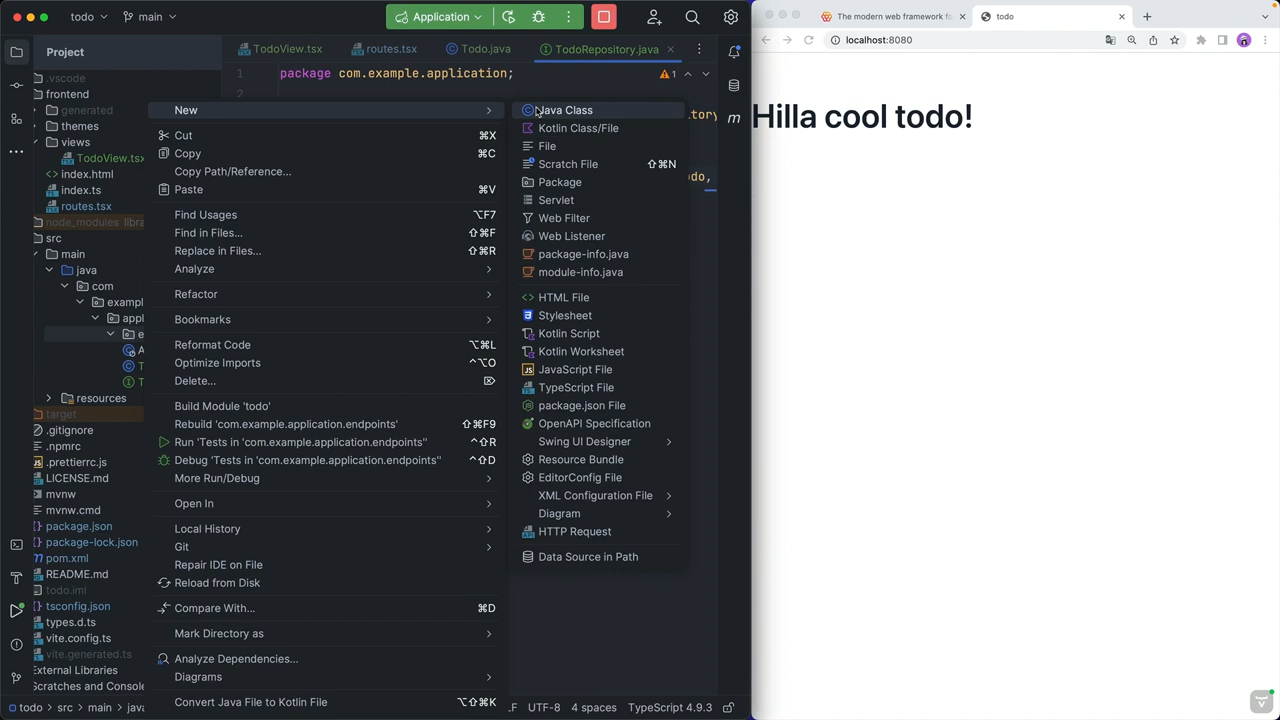 todo
main
Application
Project
TodoView.tsx
routes.tsx
Todo.java
TodoRepository.java
1
package com.example.application;
1
2
.vscode
frontend
generated
themes
views
TodoView.tsx
index.html
index.ts
routes.tsx
node_modules
src
main
java
com
appl
resources
target
.gitignore
.npmrc
.prettierrc.js
LICENSE.md
mvnw
mvnw.cmd
package.json
package-lock.json
pom.xml
README.md
todo.iml
tsconfig.json
types.d.ts
vite.config.ts
vite.generated.ts
External Libraries
Scratches and Console
New
Cut ⌘X
Copy ⌘C
Copy Path/Reference...
Paste ⌘V
Find Usages ⌥F7
Find in Files... ⇧⌘F
Replace in Files... ⇧⌘R
Analyze
Refactor
Bookmarks
Reformat Code ⌥⌘L
Optimize Imports ^⌥O
Delete... ⌦
Build Module 'todo'
Rebuild 'com.example.application.endpoints' ⇧⌘F9
Run 'Tests in 'com.example.application.endpoints'' ^⇧R
Debug 'Tests in 'com.example.application.endpoints'' ^⇧D
More Run/Debug
Open In
Local History
Git
Repair IDE on File
Reload from Disk
Compare With... ⌘D
Mark Directory as
Analyze Dependencies...
Diagrams
Convert Java File to Kotlin File ⌥⇧⌘K
Java Class
Kotlin Class/File
File
Scratch File ⇧⌘N
Package
Servlet
Web Filter
Web Listener
package-info.java
module-info.java
HTML File
Stylesheet
Kotlin Script
Kotlin Worksheet
JavaScript File
TypeScript File
package.json File
OpenAPI Specification
Swing UI Designer
Resource Bundle
EditorConfig File
XML Configuration File
Diagram
HTTP Request
Data Source in Path
todo
src
main
UTF-8
4 spaces
TypeScript 4.9.3
The modern web framework fo
todo
localhost:8080
Hilla cool todo!